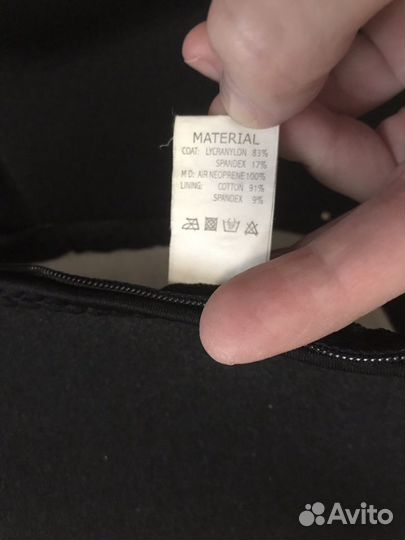 MATERIAL
COAT: LYCRANYLON 83%
SPANDEX 17%
M D: AIR NEOPRENE 100%
LINING: COTTON 91%
SPANDEX 9%
Avito